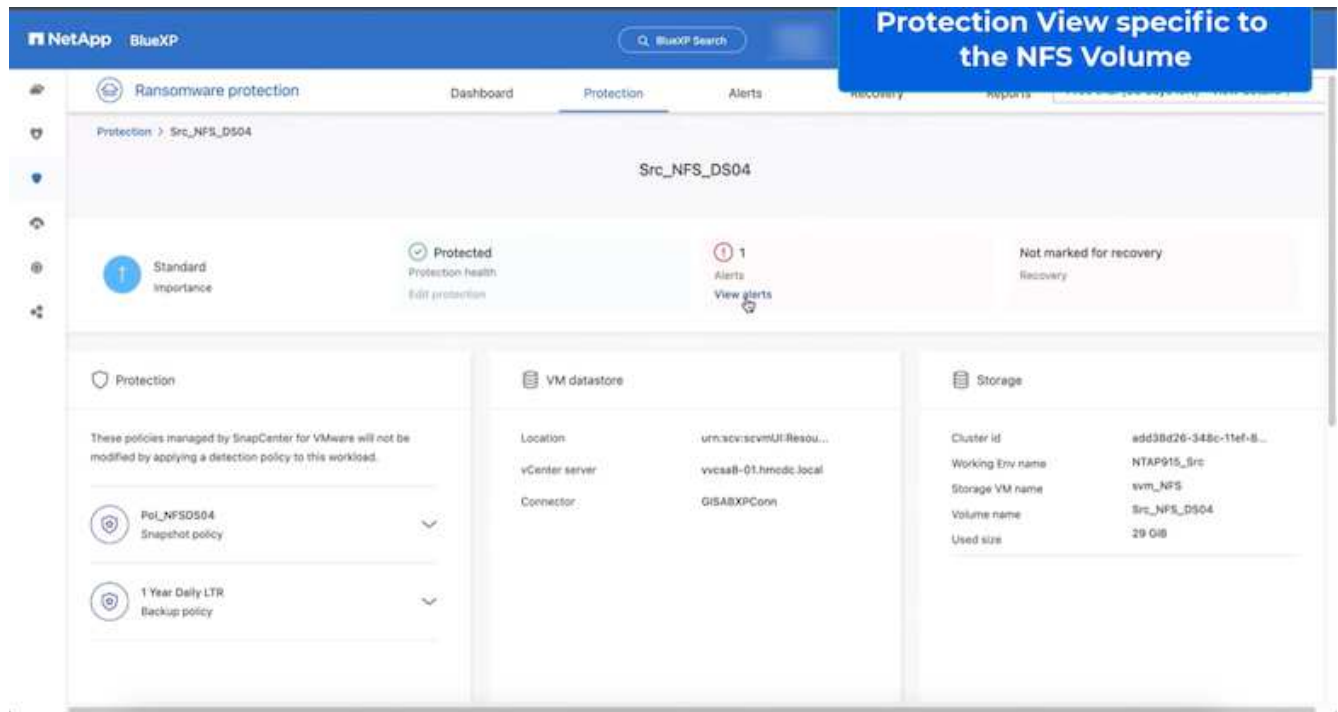 Protection View specific to
the NFS Volume
NetApp BlueXP
BlueXP Search
Ransomware protection
Dashboard Protection Alerts Recovery Reports
Protection > Src_NFS_DS04
Src_NFS_DS04
Standard
Importance
Protected
Protection health
Edit protection
1
Alerts
View alerts
Not marked for recovery
Recovery
Protection
These policies managed by SnapCenter for VMware will not be
modified by applying a detection policy to this workload.
Pol_NFSDS04
Snapshot policy
1 Year Daily LTR
Backup policy
VM datastore
Location urn:scv:scvmUI:Resou...
vCenter server vvcsa8-01.hmcdc.local
Connector GISABXPConn
Storage
Cluster id add38d26-348c-11ef-8...
Working Env name NTAP915_Src
Storage VM name svm_NFS
Volume name Src_NFS_DS04
Used size 29 GiB